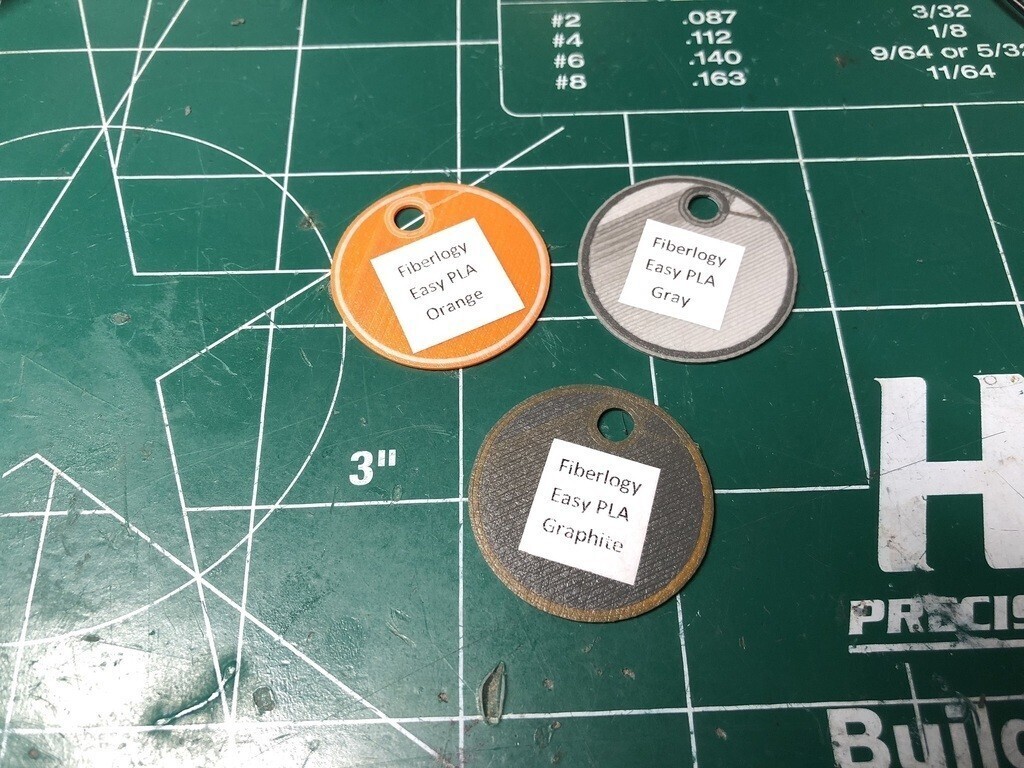 #2 .087 3/32
#4 .112 1/8
#6 .140 9/64 or 5/32
#8 .163 11/64
Fiberlogy
Easy PLA
Orange
Fiberlogy
Easy PLA
Gray
3"
Fiberlogy
Easy PLA
Graphite
H
PRECIS
Build